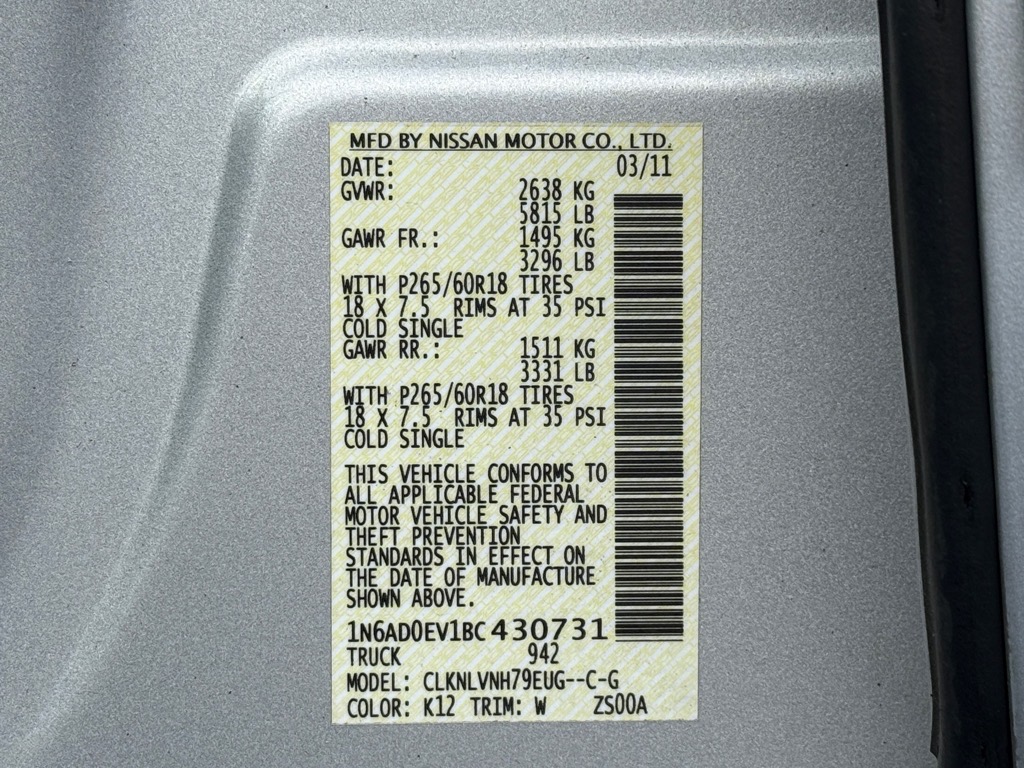 MFD BY NISSAN MOTOR CO., LTD.
DATE: 03/11
GVWR: 2638 KG
5815 LB
GAWR FR.: 1495 KG
3296 LB
WITH P265/60R18 TIRES
18 X 7.5 RIMS AT 35 PSI
COLD SINGLE
GAWR RR.: 1511 KG
3331 LB
WITH P265/60R18 TIRES
18 X 7.5 RIMS AT 35 PSI
COLD SINGLE
THIS VEHICLE CONFORMS TO
ALL APPLICABLE FEDERAL
MOTOR VEHICLE SAFETY AND
THEFT PREVENTION
STANDARDS IN EFFECT ON
THE DATE OF MANUFACTURE
SHOWN ABOVE.
1N6AD0EV1BC430731
TRUCK 942
MODEL: CLKNLVNH79EUG--C-G
COLOR: K12 TRIM: W ZS00A